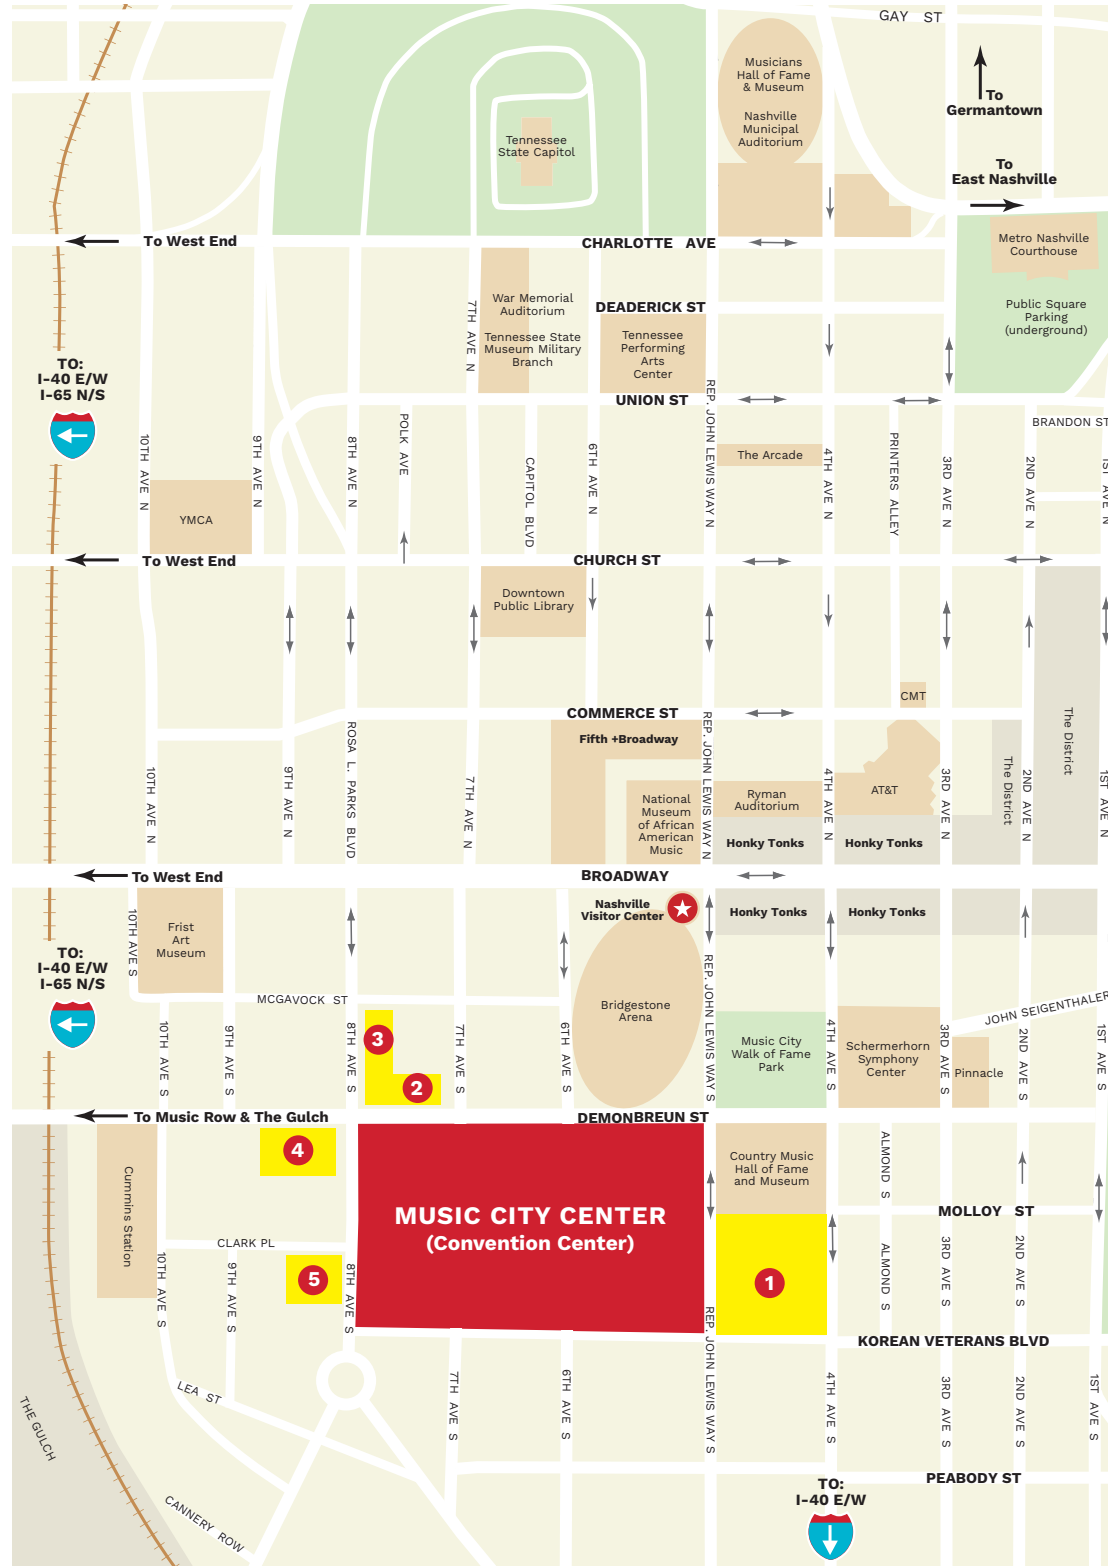 GAY ST
Musicians
Hall of Fame
& Museum
Nashville
Municipal
Auditorium
To
Germantown
Tennessee
State Capitol
To
East Nashville
To West End
CHARLOTTE AVE
Metro Nashville
Courthouse
Public Square
Parking
(underground)
War Memorial
Auditorium
Tennessee State
Museum Military
Branch
7TH AVE N
DEADERICK ST
Tennessee
Performing
Arts
Center
TO:
I-40 E/W
I-65 N/S
UNION ST
REP. JOHN LEWIS WAY N
BRANDON ST
10TH AVE N
9TH AVE N
8TH AVE N
POLK AVE
CAPITOL BLVD
6TH AVE N
The Arcade
4TH AVE N
PRINTERS ALLEY
3RD AVE N
2ND AVE N
1ST AVE N
YMCA
To West End
CHURCH ST
Downtown
Public Library
CMT
COMMERCE ST
Fifth +Broadway
The District
The District
10TH AVE N
9TH AVE N
ROSA L. PARKS BLVD
7TH AVE N
National
Museum
of African
American
Music
REP. JOHN LEWIS WAY N
Ryman
Auditorium
4TH AVE N
AT&T
3RD AVE N
2ND AVE N
1ST AVE N
Honky Tonks
Honky Tonks
To West End
BROADWAY
Nashville
Visitor Center
Honky Tonks
Honky Tonks
10TH AVE S
Frist
Art
Museum
TO:
I-40 E/W
I-65 N/S
MCGAVOCK ST
Bridgestone
Arena
REP. JOHN LEWIS WAY S
JOHN SEIGENTHALER
10TH AVE S
9TH AVE S
8TH AVE S
3
2
7TH AVE S
6TH AVE S
Music City
Walk of Fame
Park
4TH AVE S
Schermerhorn
Symphony
Center
3RD AVE S
Pinnacle
2ND AVE S
1ST AVE S
To Music Row & The Gulch
DEMONBREUN ST
4
Cummins Station
Country Music
Hall of Fame
and Museum
ALMOND S
MUSIC CITY CENTER
(Convention Center)
MOLLOY ST
CLARK PL
10TH AVE S
9TH AVE S
5
8TH AVE S
1
ALMOND S
3RD AVE S
2ND AVE S
REP. JOHN LEWIS WAY S
KOREAN VETERANS BLVD
LEA ST
THE GULCH
7TH AVE S
6TH AVE S
4TH AVE S
3RD AVE S
2ND AVE S
1ST AVE S
CANNERY ROW
PEABODY ST
TO:
I-40 E/W